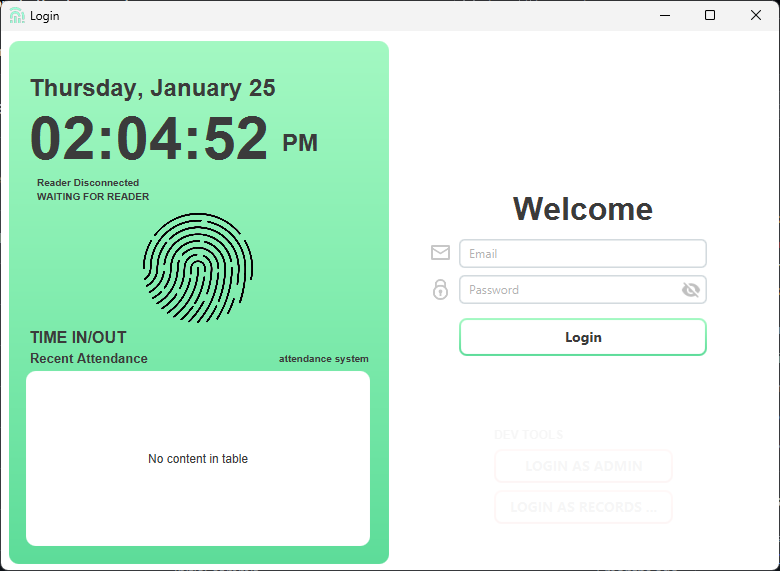 Login
Thursday, January 25
02:04:52 PM
Reader Disconnected
WAITING FOR READER
TIME IN/OUT
Recent Attendance
attendance system
No content in table
Welcome
Email
Password
Login
DEV TOOLS
LOGIN AS ADMIN
LOGIN AS RECORDS ...